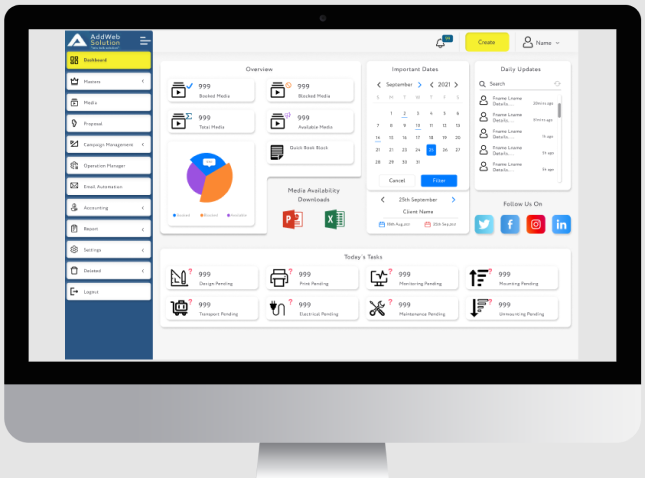 AddWeb
Solution
99
Create
Name
Dashboard
Masters
Media
Proposal
Campaign Management
Operation Manager
Email Automation
Accounting
Report
Settings
Deleted
Logout
Overview
999
Booked Media
999
Blocked Media
999
Total Media
999
Available Media
Quick Book Block
Booked
Blocked
Available
Media Availability
Downloads
Important Dates
September 2021
S M T W T F S
1 2 3 4 5 6
7 8 9 10 11 12 13
14 15 16 17 18 19 20
21 22 23 24 25 26 27
28 29 30 31
Cancel
Filter
25th September
Client Name
Daily Updates
Search
Fname Lname
Details....
Fname Lname
Details....
Fname Lname
Details....
Fname Lname
Details....
Follow Us On
Today's Tasks
999
Design Pending
999
Print Pending
999
Monitoring Pending
999
Mounting Pending
999
Transport Pending
999
Electrical Pending
999
Maintenance Pending
999
Unmounting Pending